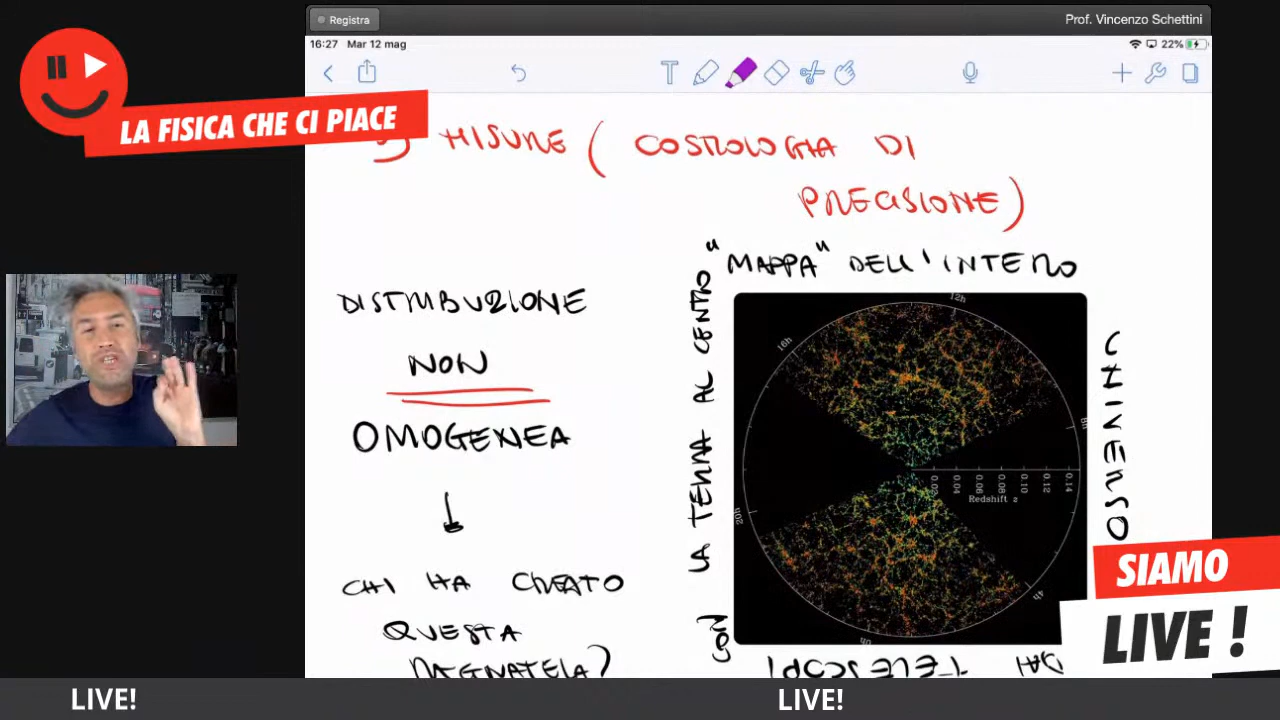 Registra
Prof. Vincenzo Schettini
16:27 Mar 12 mag
22%
LA FISICA CHE CI PIACE
MISURE ( COSMOLOGIA DI
PRECISIONE )
"MAPPA" DELL'INTERO
UNIVERSO
DAI TELESCOPI
CON LA TERRA AL CENTRO
DISTRIBUZIONE
NON
OMOGENEA
CHI HA CREATO
QUESTA
RAGNATELA?
12h
16h
8h
20h
4h
0h
0.02 0.04 0.06 0.08 0.10 0.12 0.14
Redshift z
SIAMO
LIVE !
LIVE!
LIVE!